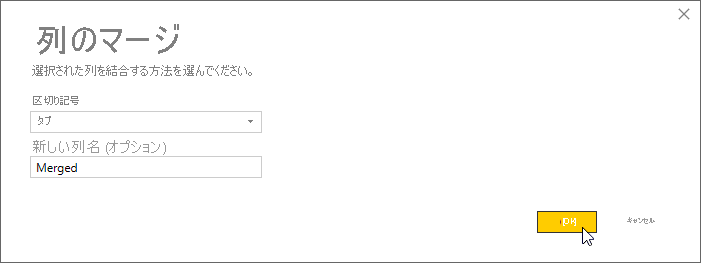 列のマージ
選択された列を結合する方法を選んでください。
区切り記号
タブ
新しい列名 (オプション)
Merged
キャンセル